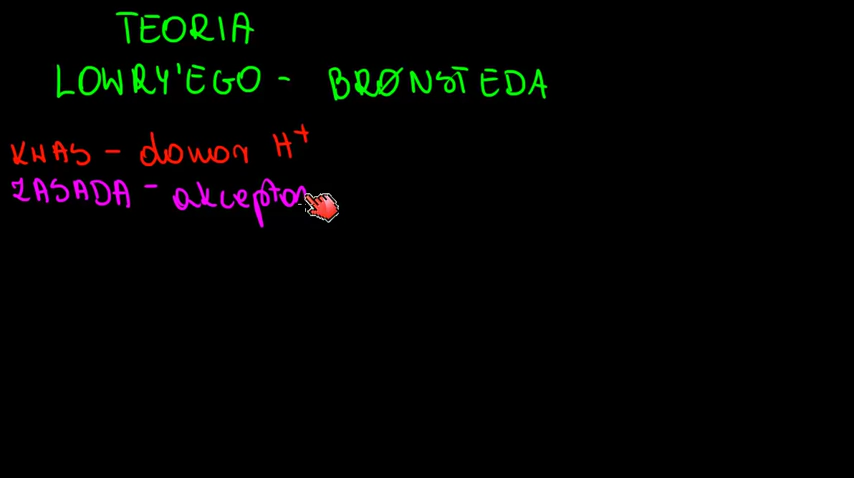 TEORIA
LOWRY'EGO - BRØNSTEDA
KWAS - donor H⁺
ZASADA - akceptor